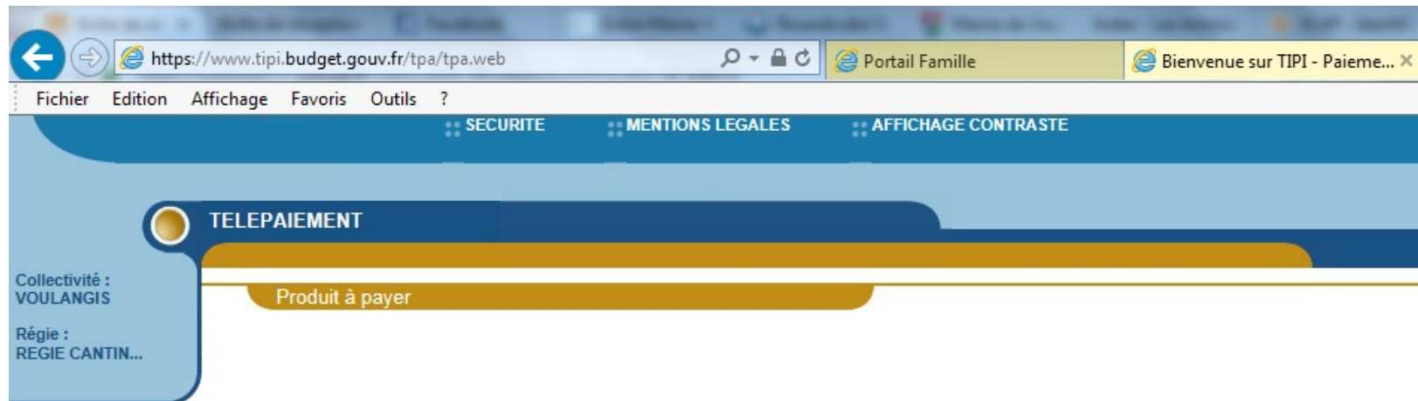 https://www.tipi.budget.gouv.fr/tpa/tpa.web
Portail Famille
Bienvenue sur TIPI - Paieme...
Fichier Edition Affichage Favoris Outils ?
SECURITE MENTIONS LEGALES AFFICHAGE CONTRASTE
TELEPAIEMENT
Collectivité :
VOULANGIS
Produit à payer
Régie :
REGIE CANTIN...